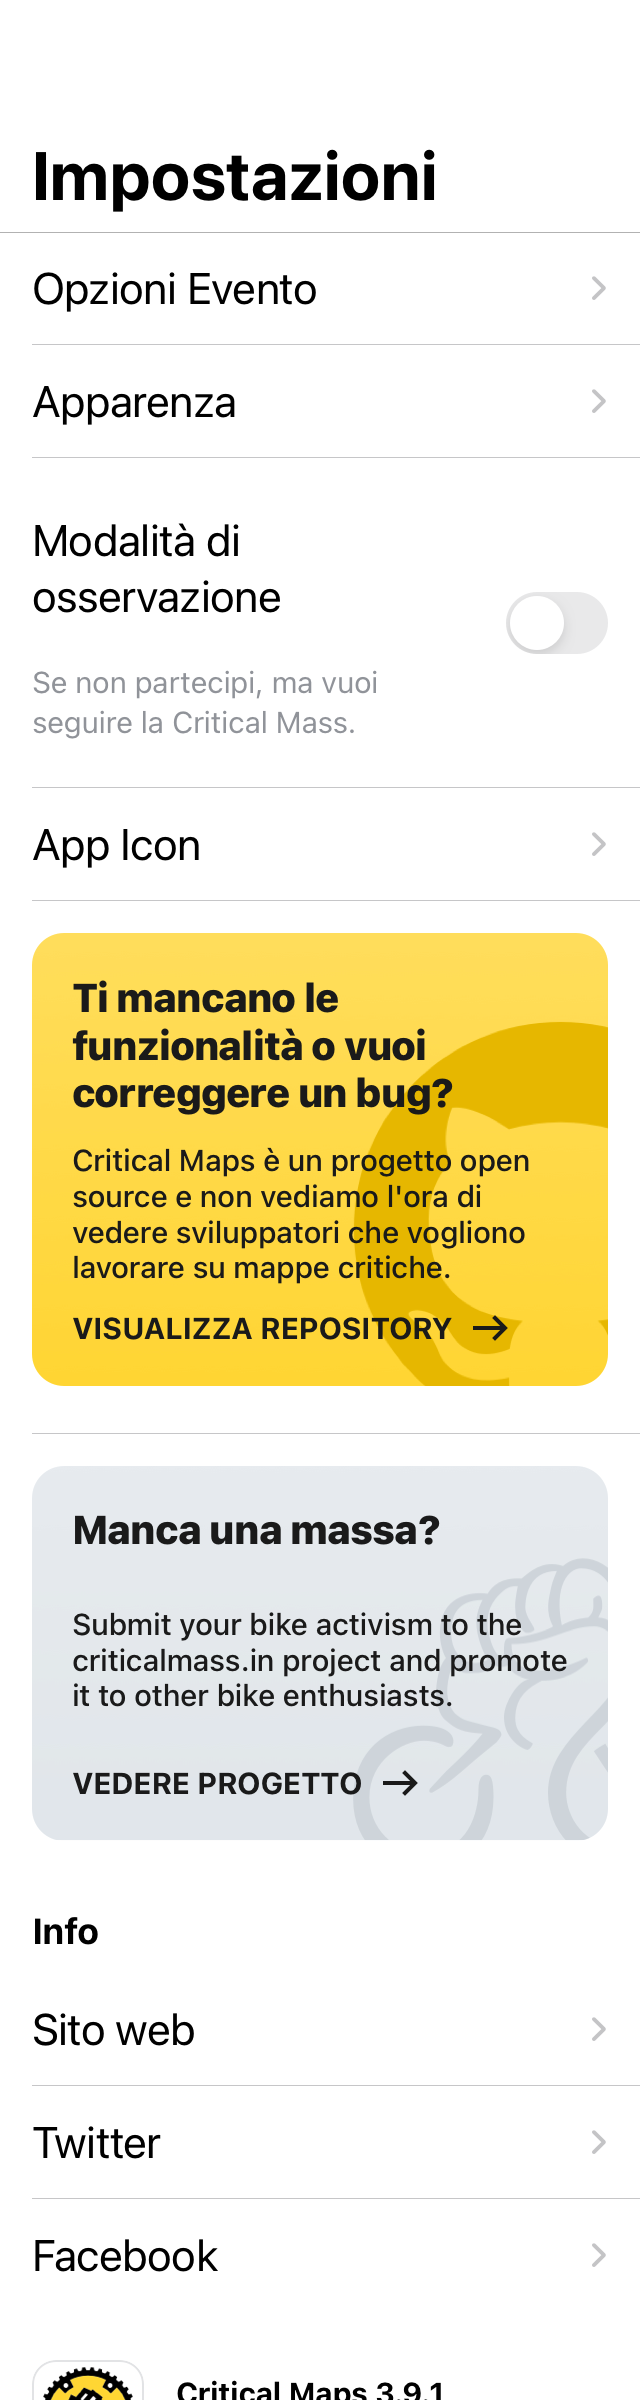 Impostazioni
Opzioni Evento
Apparenza
Modalità di
osservazione
Se non partecipi, ma vuoi
seguire la Critical Mass.
App Icon
Ti mancano le
funzionalità o vuoi
correggere un bug?
Critical Maps è un progetto open
source e non vediamo l'ora di
vedere sviluppatori che vogliono
lavorare su mappe critiche.
VISUALIZZA REPOSITORY
Manca una massa?
Submit your bike activism to the
criticalmass.in project and promote
it to other bike enthusiasts.
VEDERE PROGETTO
Info
Sito web
Twitter
Facebook
Critical Maps 3.9.1